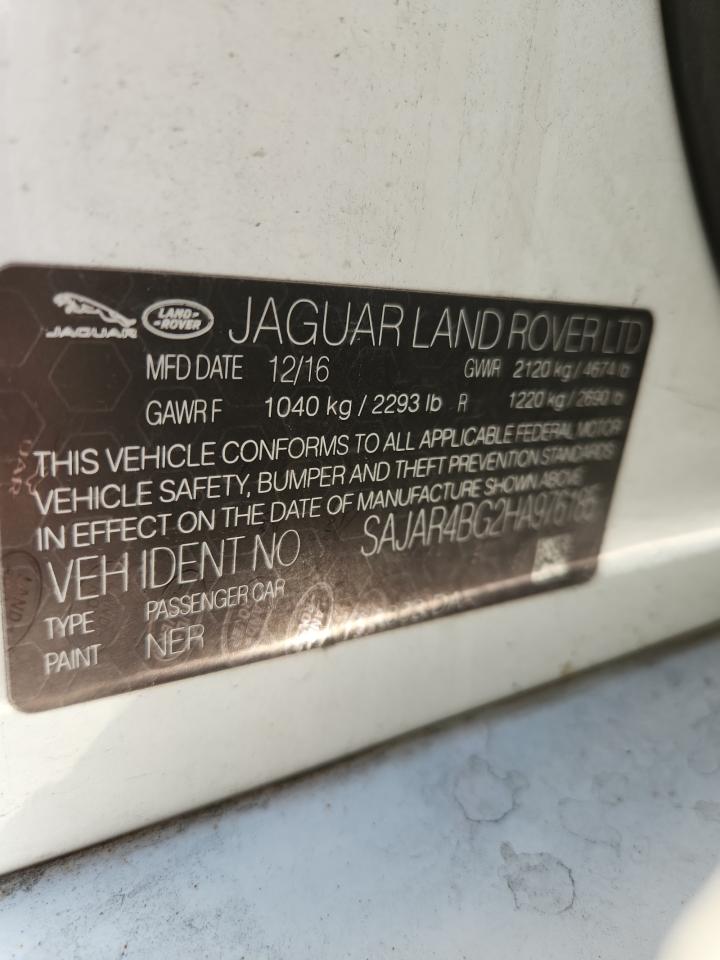 JAGUAR LAND ROVER JAGUAR LAND ROVER LTD
MFD DATE 12/16 GVWR 2120 kg / 4674 lb
GAWR F 1040 kg / 2293 lb R 1220 kg / 2690 lb
THIS VEHICLE CONFORMS TO ALL APPLICABLE FEDERAL MOTOR
VEHICLE SAFETY, BUMPER AND THEFT PREVENTION STANDARDS
IN EFFECT ON THE DATE OF MANUFACTURE SHOWN ABOVE
VEH IDENT NO SAJAR4BG2HA976185
TYPE PASSENGER CAR
PAINT NER